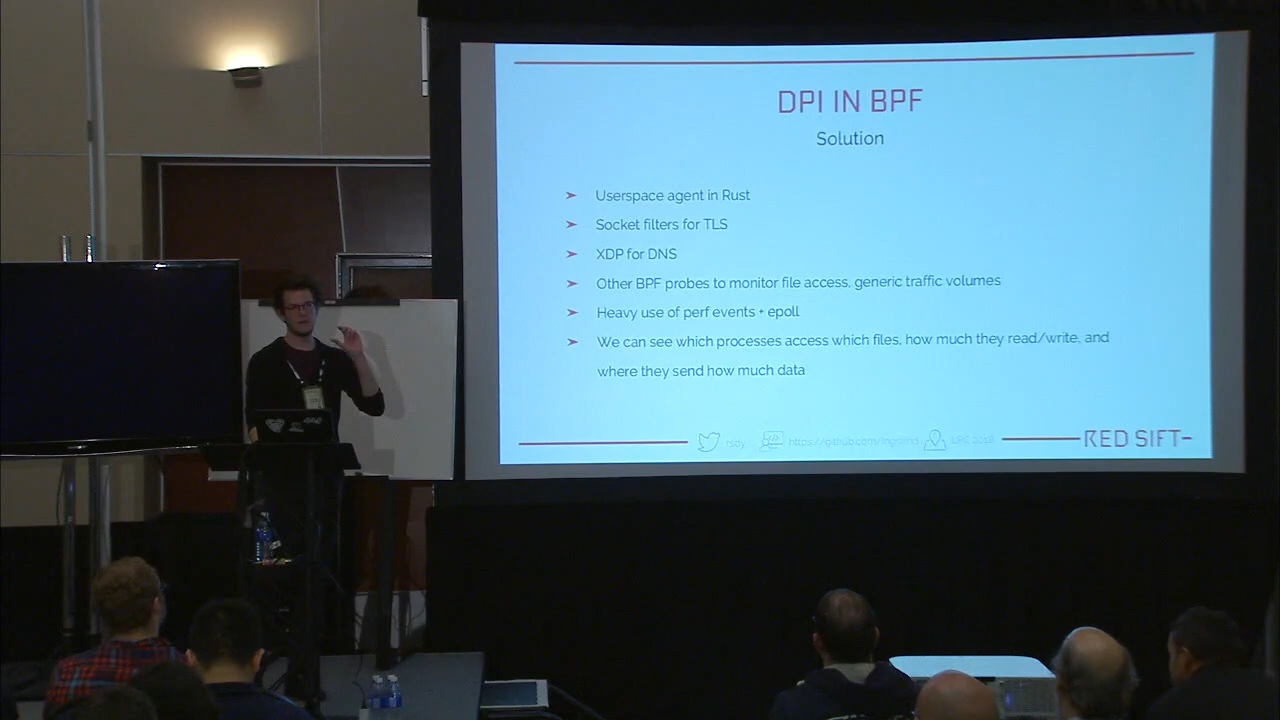 DPI IN BPF
Solution
➤ Userspace agent in Rust
➤ Socket filters for TLS
➤ XDP for DNS
➤ Other BPF probes to monitor file access, generic traffic volumes
➤ Heavy use of perf events + epoll
➤ We can see which processes access which files, how much they read/write, and
where they send how much data
LPC 2018 RED SIFT